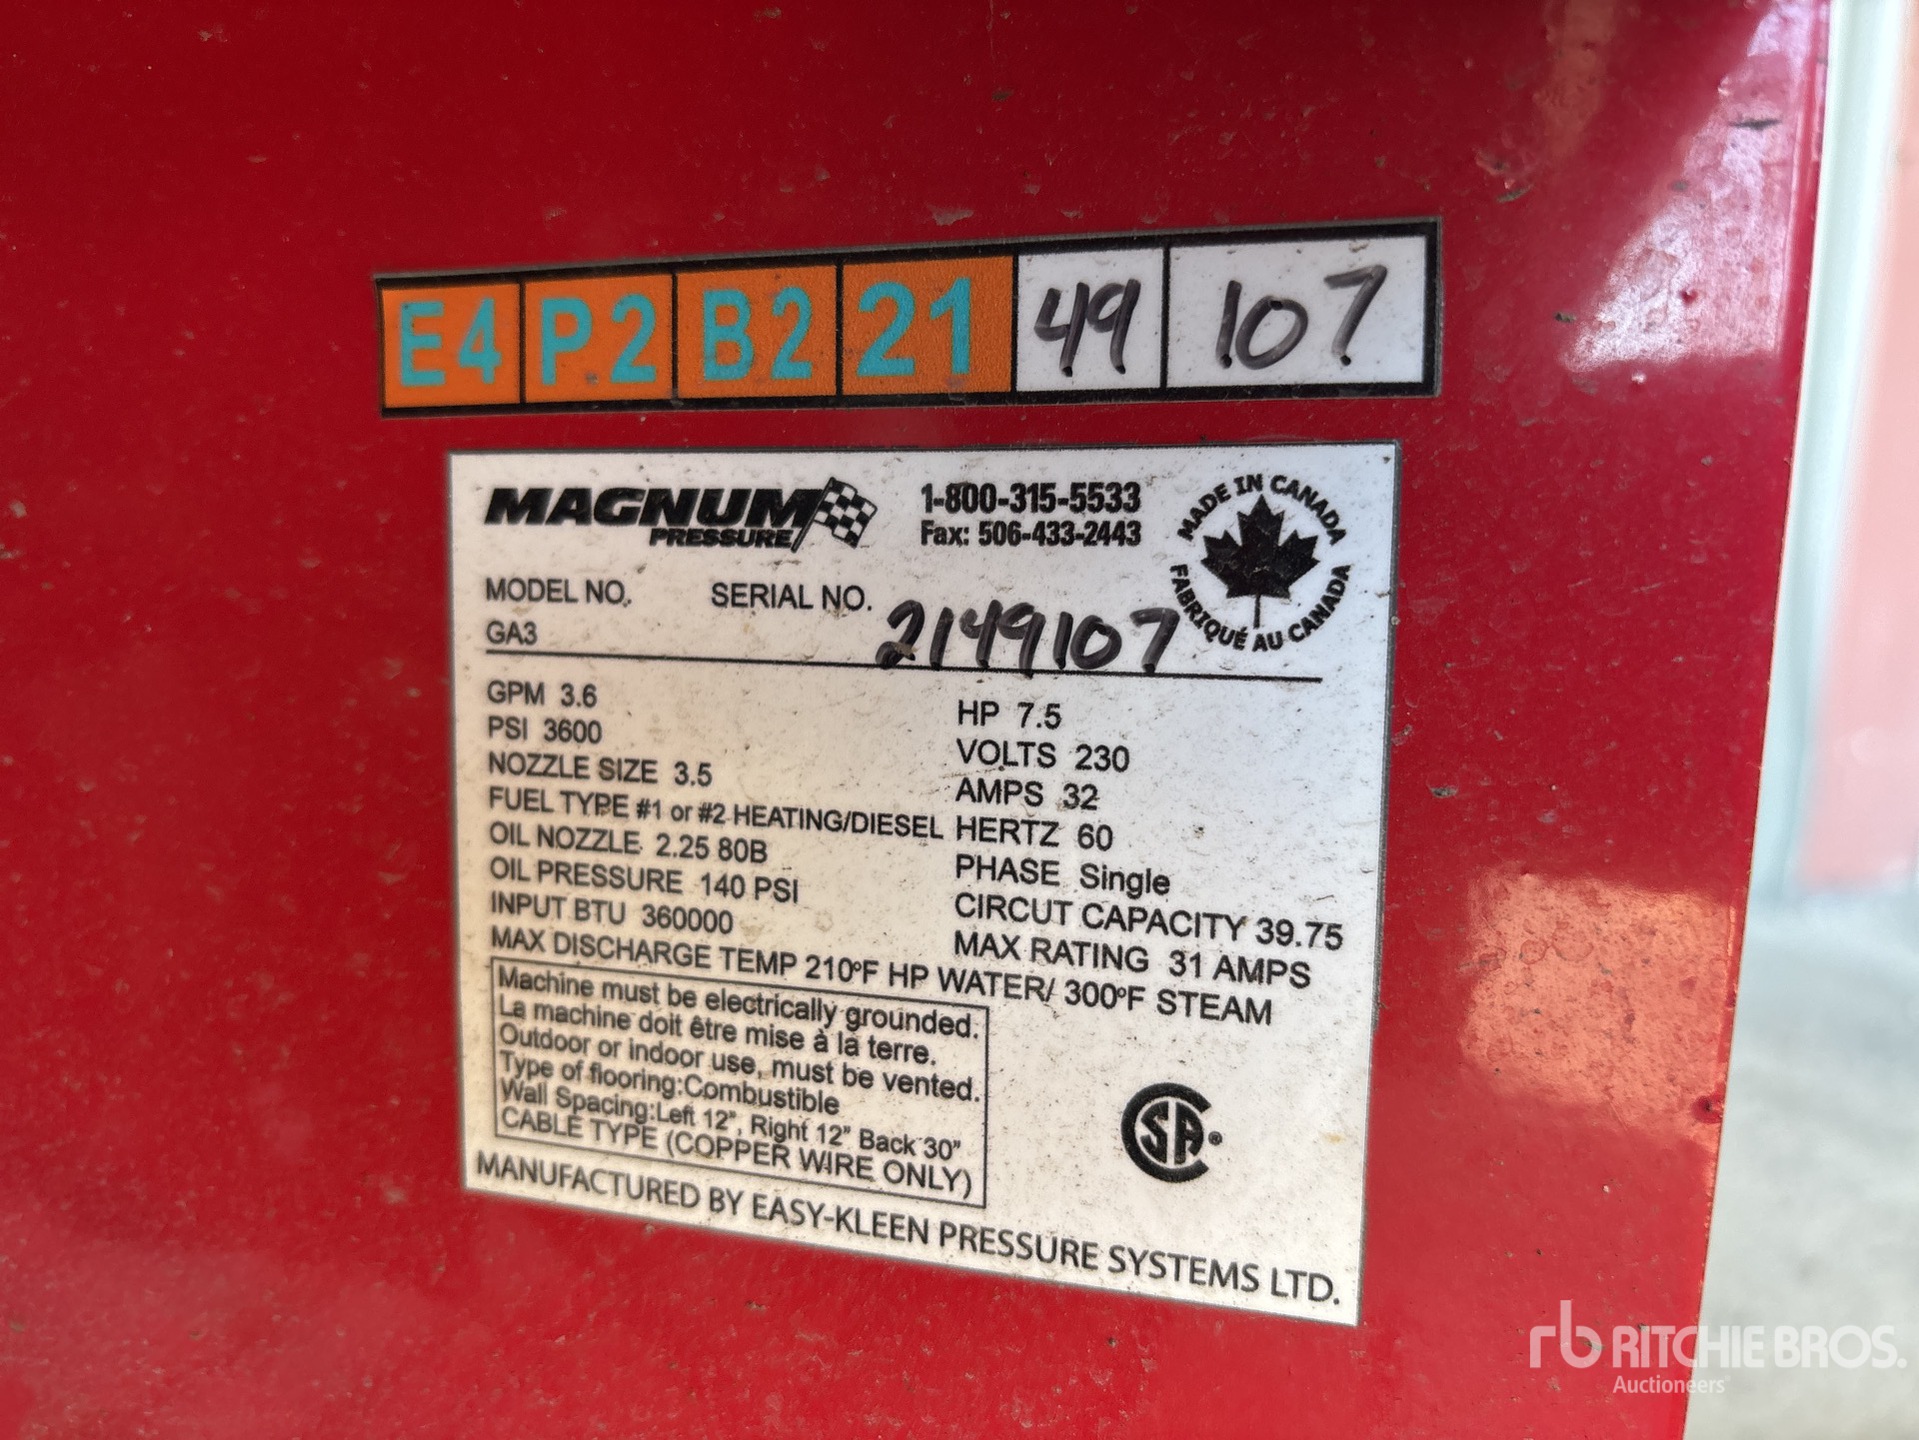 E4 P2 B2 21 49 107
MAGNUM
PRESSURE
1-800-315-5533
Fax: 506-433-2443
MADE IN CANADA
FABRIQUÉ AU CANADA
MODEL NO. SERIAL NO. 2149107
GA3
GPM 3.6
PSI 3600
NOZZLE SIZE 3.5
FUEL TYPE #1 or #2 HEATING/DIESEL
OIL NOZZLE 2.25 80B
OIL PRESSURE 140 PSI
INPUT BTU 360000
HP 7.5
VOLTS 230
AMPS 32
HERTZ 60
PHASE Single
CIRCUT CAPACITY 39.75
MAX RATING 31 AMPS
MAX DISCHARGE TEMP 210ºF HP WATER/ 300ºF STEAM
Machine must be electrically grounded.
La machine doit être mise à la terre.
Outdoor or indoor use, must be vented.
Type of flooring:Combustible
Wall Spacing:Left 12", Right 12" Back 30"
CABLE TYPE (COPPER WIRE ONLY)
CSA®
MANUFACTURED BY EASY-KLEEN PRESSURE SYSTEMS LTD.
rb RITCHIE BROS.
Auctioneers